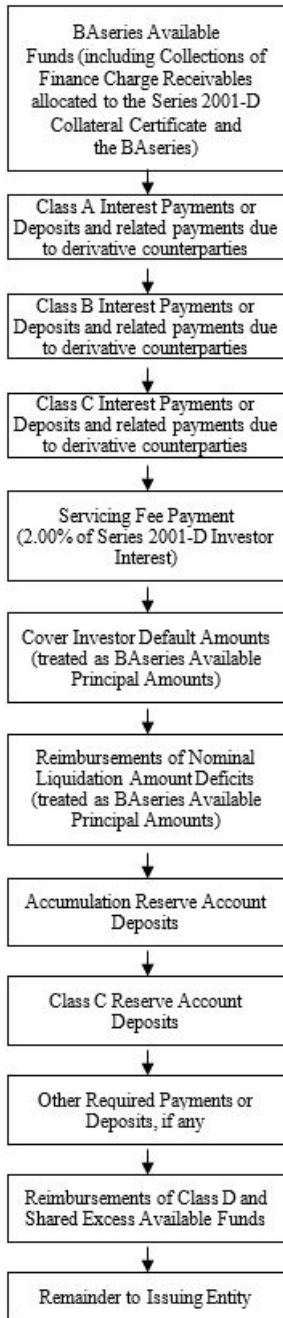 BAseries Available
Funds (including Collections of
Finance Charge Receivables
allocated to the Series 2001-D
Collateral Certificate and
the BAseries)
Class A Interest Payments or
Deposits and related payments due
to derivative counterparties
Class B Interest Payments or
Deposits and related payments due
to derivative counterparties
Class C Interest Payments or
Deposits and related payments due
to derivative counterparties
Servicing Fee Payment
(2.00% of Series 2001-D Investor
Interest)
Cover Investor Default Amounts
(treated as BAseries Available
Principal Amounts)
Reimbursements of Nominal
Liquidation Amount Deficits
(treated as BAseries Available
Principal Amounts)
Accumulation Reserve Account
Deposits
Class C Reserve Account
Deposits
Other Required Payments or
Deposits, if any
Reimbursements of Class D and
Shared Excess Available Funds
Remainder to Issuing Entity